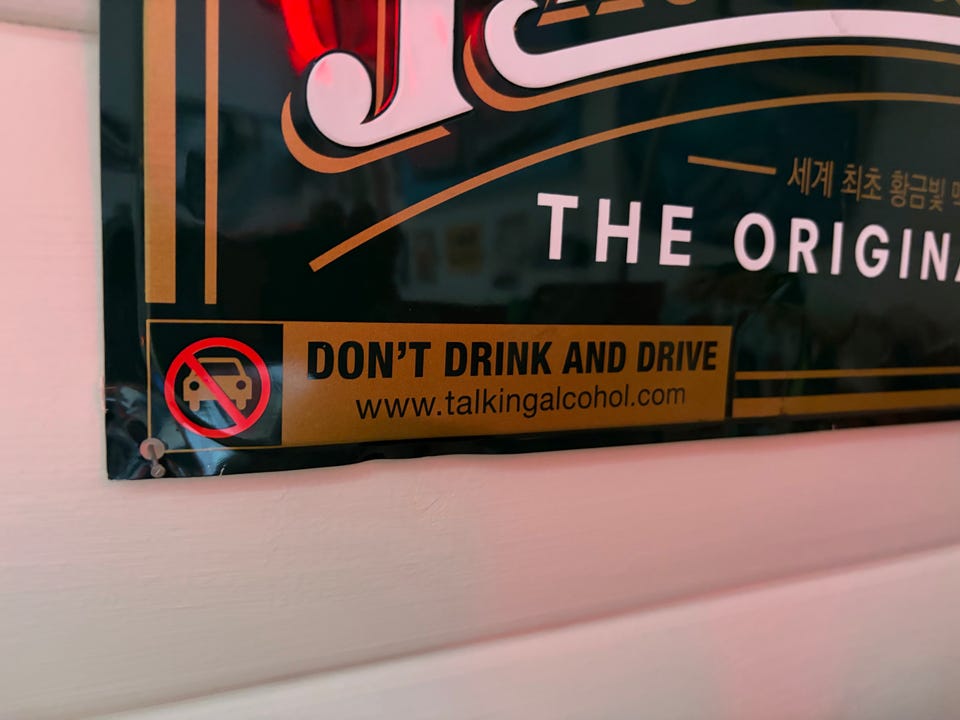 세계 최초 황금빛
THE ORIGIN
DON'T DRINK AND DRIVE
www.talkingalcohol.com